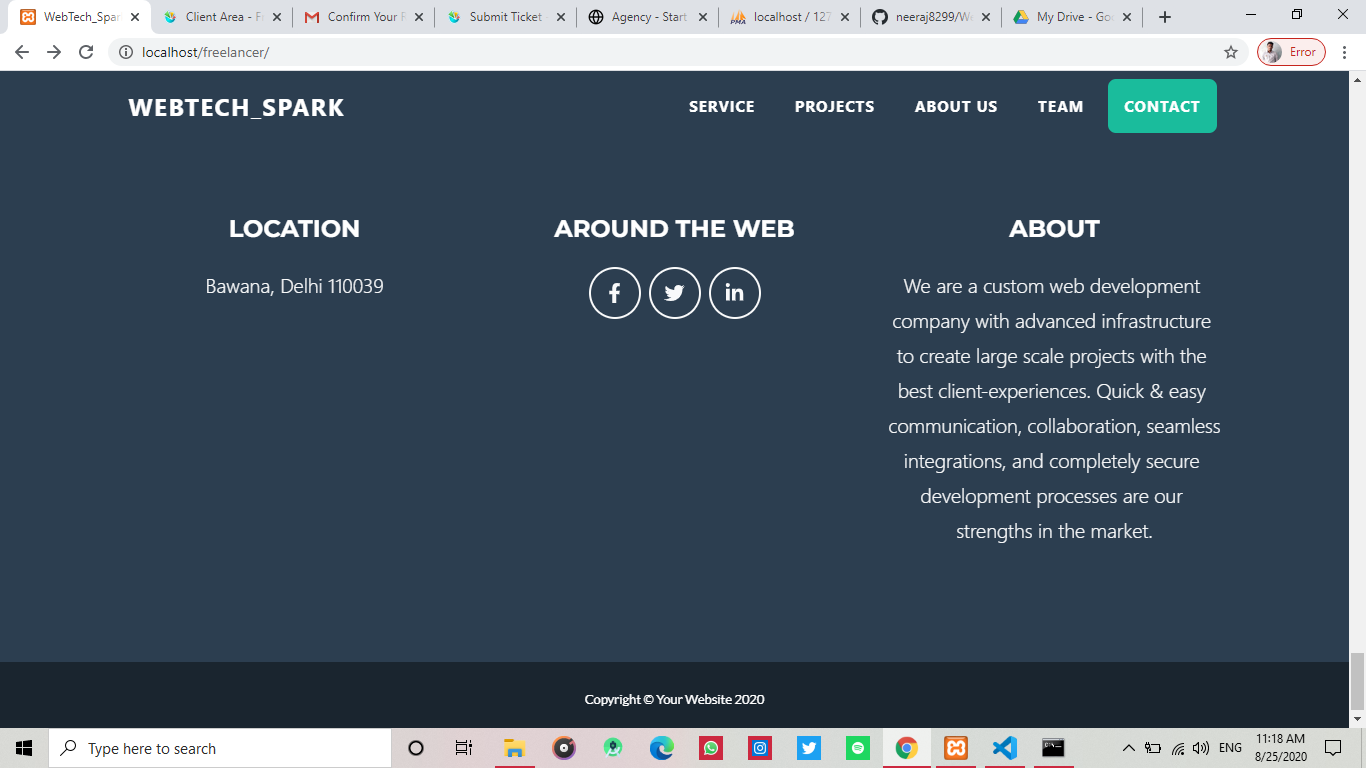 WebTech_Spar
Client Area - F
Confirm Your F
Submit Ticket -
Agency - Start
localhost / 127
neeraj8299/We
My Drive - Goo
localhost/freelancer/
Error
WEBTECH_SPARK
SERVICE
PROJECTS
ABOUT US
TEAM
CONTACT
LOCATION
Bawana, Delhi 110039
AROUND THE WEB
ABOUT
We are a custom web development
company with advanced infrastructure
to create large scale projects with the
best client-experiences. Quick & easy
communication, collaboration, seamless
integrations, and completely secure
development processes are our
strengths in the market.
Copyright © Your Website 2020
Type here to search
ENG
11:18 AM
8/25/2020